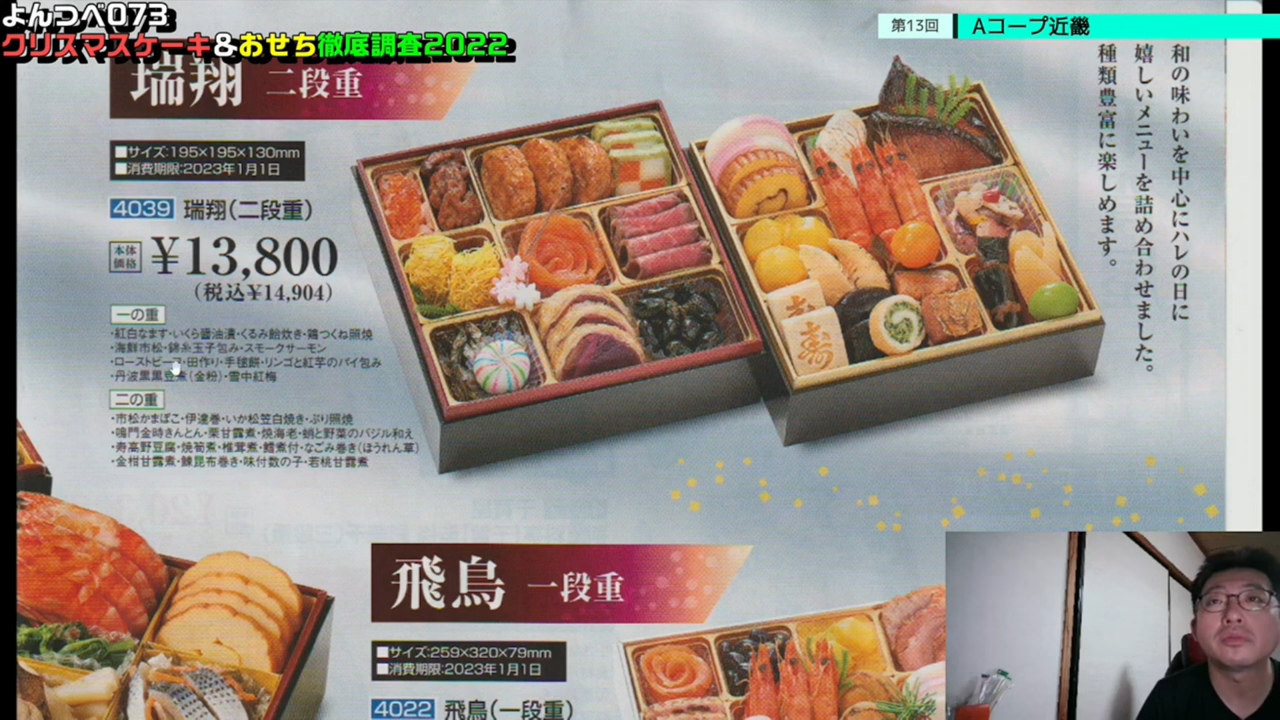 よんつべ073
クリスマスケーキ&おせち徹底調査2022
第13回
Aコープ近畿
瑞翔 二段重
■サイズ:195×195×130mm
■消費期限:2023年1月1日
4039 瑞翔(二段重)
本体価格 ¥13,800
(税込¥14,904)
一の重
・紅白なます・いくら醤油漬・くるみ飴炊き・鶏つくね照焼
・海鮮市松・錦糸玉子包み・スモークサーモン
・ローストビーフ・田作り・手毬餅・リンゴと紅芋のパイ包み
・丹波黒黒豆煮(金粉)・雪中紅梅
二の重
・市松かまぼこ・伊達巻・いか松笠白焼き・ぶり照焼
・鳴門金時きんとん・栗甘露煮・焼海老・蛸と野菜のバジル和え
・寿高野豆腐・焼筍煮・椎茸煮・鱈煮付・なごみ巻き(ほうれん草)
・金柑甘露煮・鰊昆布巻き・味付数の子・若桃甘露煮
和の味わいを中心にハレの日に
嬉しいメニューを詰め合わせました。
種類豊富に楽しめます。
寿
飛鳥 一段重
■サイズ:259×320×79mm
■消費期限:2023年1月1日
4022 飛鳥(一段重)